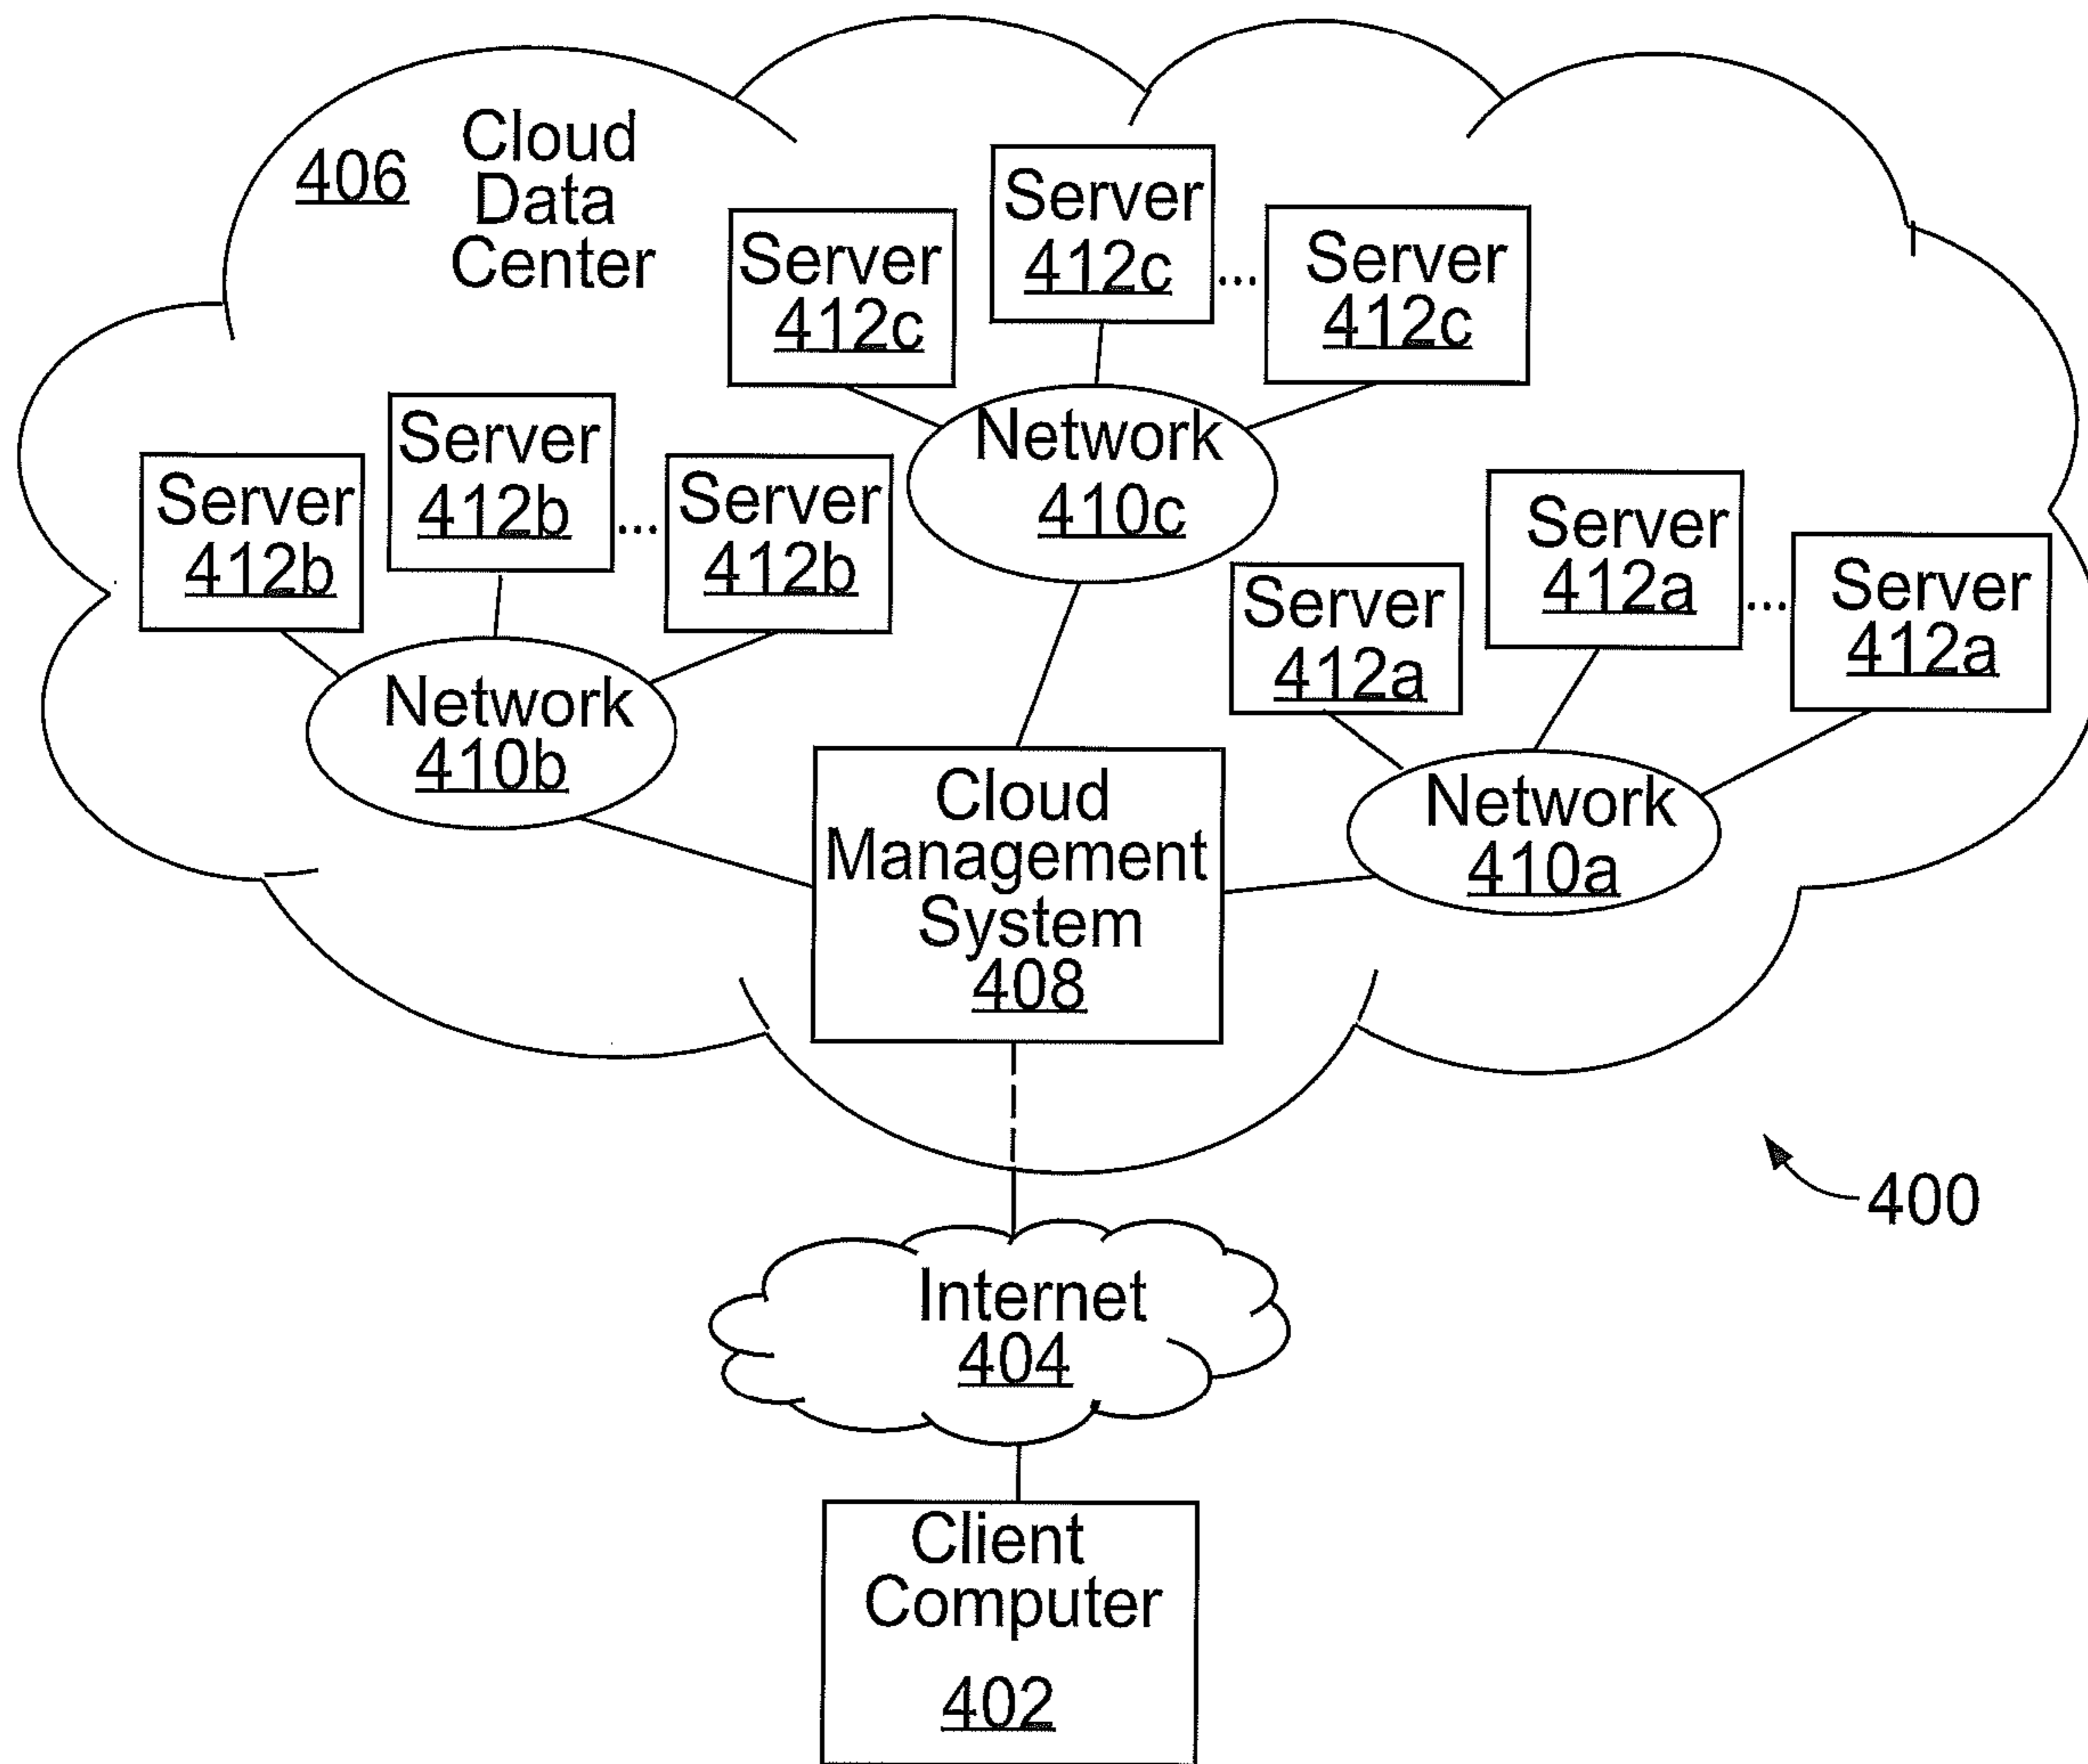 406
Cloud
Data
Center
Server
412c
Server
412c
...
Server
412c
Network
410c
Server
412b
Server
412b
...
Server
412b
Network
410b
Server
412a
Server
412a
...
Server
412a
Network
410a
Cloud
Management
System
408
400
Internet
404
Client
Computer
402